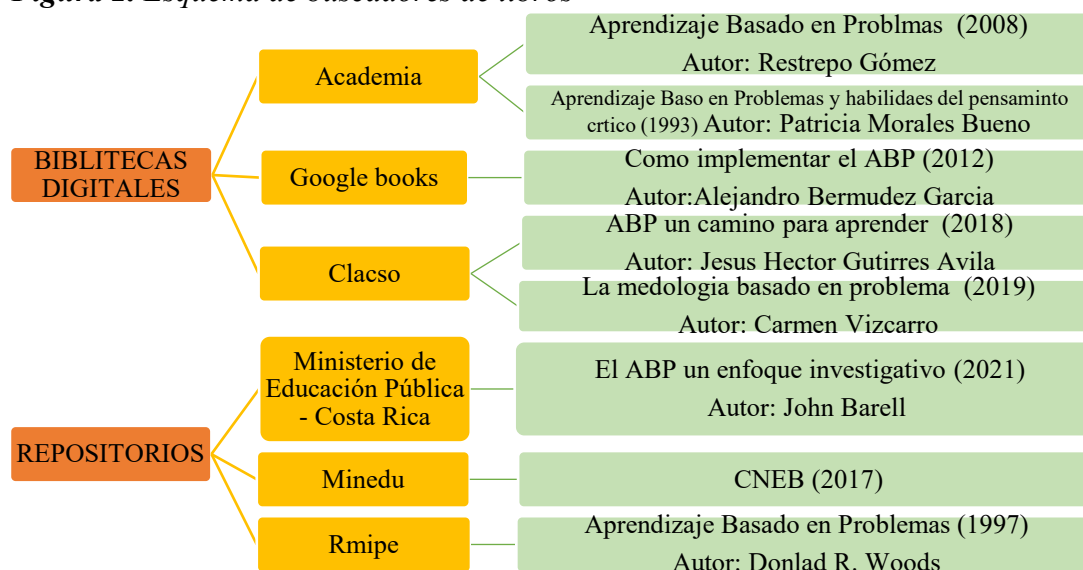 Figura Esquema de buscadores de libros
BIBLITECAS
DIGITALES
Academia
Aprendizaje Basado en Problmas (2008)
Autor: Restrepo Gómez
Aprendizaje Baso en Problemas y habilidaes del pensaminto
crtico (1993) Autor: Patricia Morales Bueno
Google books
Como implementar el ABP (2012)
Autor:Alejandro Bermudez Garcia
Clacso
ABP un camino para aprender (2018)
Autor: Jesus Hector Gutirres Avila
La medologia basado en problema (2019)
Autor: Carmen Vizcarro
REPOSITORIOS
Ministerio de
Educación Pública
- Costa Rica
El ABP un enfoque investigativo (2021)
Autor: John Barell
Minedu
CNEB (2017)
Rmipe
Aprendizaje Basado en Problemas (1997)
Autor: Donlad R. Woods